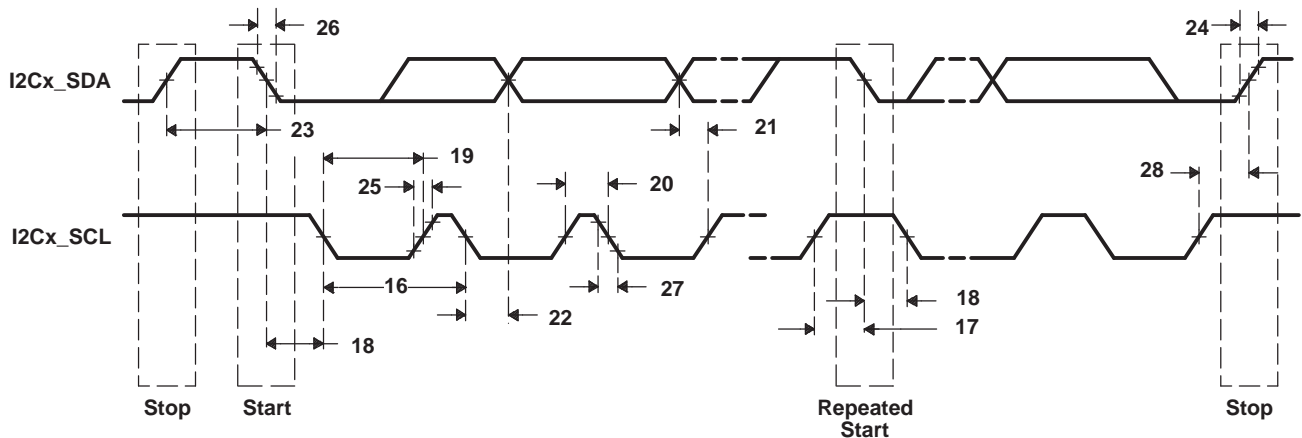 26
24
I2Cx_SDA
23
21
19
25
20
28
I2Cx_SCL
16
27
18
22
17
18
Stop
Start
Repeated
Start
Stop